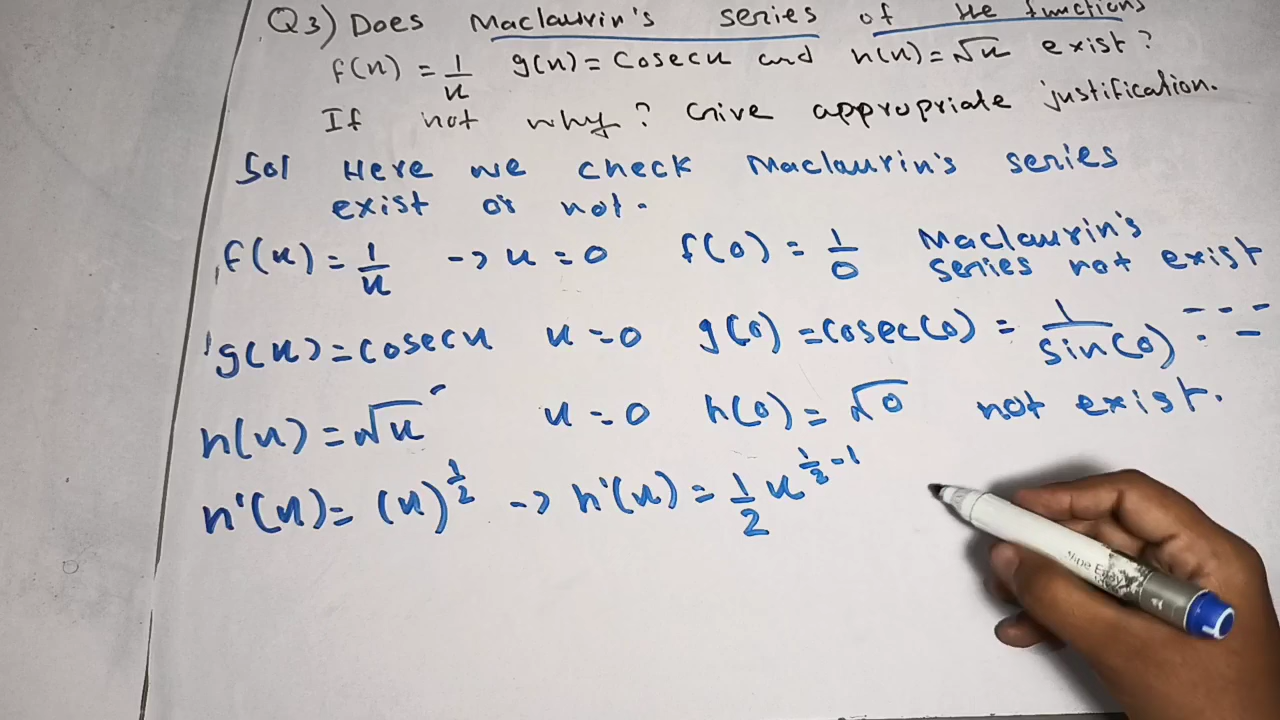 Q3) Does Maclaurin's series of the functions
f(x) = 1/x g(x) = Cosecx and h(x) = √x exist?
If not why? Give appropriate justification.
Sol Here we check Maclaurin's series
exist or not.
f(x) = 1/x → x = 0 f(0) = 1/0 Maclaurin's
series not exist
g(x) = cosecx x = 0 g(0) = cosec(0) = 1/sin(0)
h(x) = √x x = 0 h(0) = √0 not exist.
h'(x) = (x)^1/2 → h'(x) = 1/2 x^1/2-1